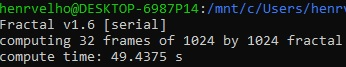 henrvelho@DESKTOP-6987P14:/mnt/c/Users/henrv
Fractal v1.6 [serial]
computing 32 frames of 1024 by 1024 fractal
compute time: 49.4375 s